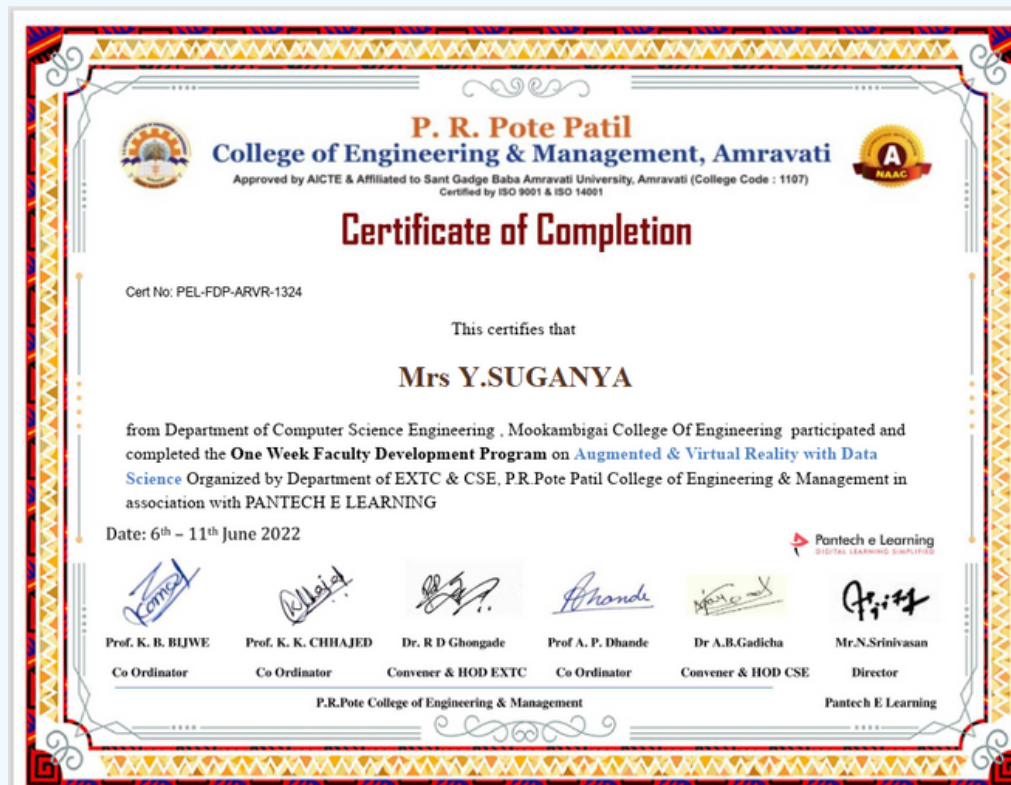 P. R. Pote Patil
College of Engineering & Management, Amravati
Approved by AICTE & Affiliated to Sant Gadge Baba Amravati University, Amravati (College Code : 1107)
Certified by ISO 9001 & ISO 14001
A
NAAC
Certificate of Completion
Cert No: PEL-FDP-ARVR-1324
This certifies that
Mrs Y.SUGANYA
from Department of Computer Science Engineering , Mookambigai College Of Engineering participated and
completed the One Week Faculty Development Program on Augmented & Virtual Reality with Data
Science Organized by Department of EXTC & CSE, P.R.Pote Patil College of Engineering & Management in
association with PANTECH E LEARNING
Date: 6th – 11th June 2022
Pantech e Learning
DIGITAL LEARNING SIMPLIFIED
Prof. K. B. BIJWE Prof. K. K. CHHAJED Dr. R D Ghongade Prof A. P. Dhande Dr A.B.Gadicha Mr.N.Srinivasan
Co Ordinator Co Ordinator Convener & HOD EXTC Co Ordinator Convener & HOD CSE Director
P.R.Pote College of Engineering & Management Pantech E Learning